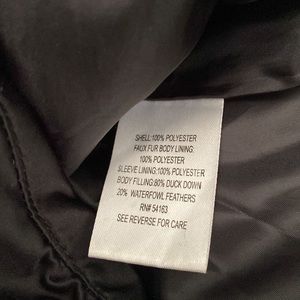 SHELL:100% POLYESTER
FAUX FUR BODY LINING:
100% POLYESTER
SLEEVE LINING:100% POLYESTER
BODY FILLING:80% DUCK DOWN
20% WATERFOWL FEATHERS
RN# 54163
SEE REVERSE FOR CARE